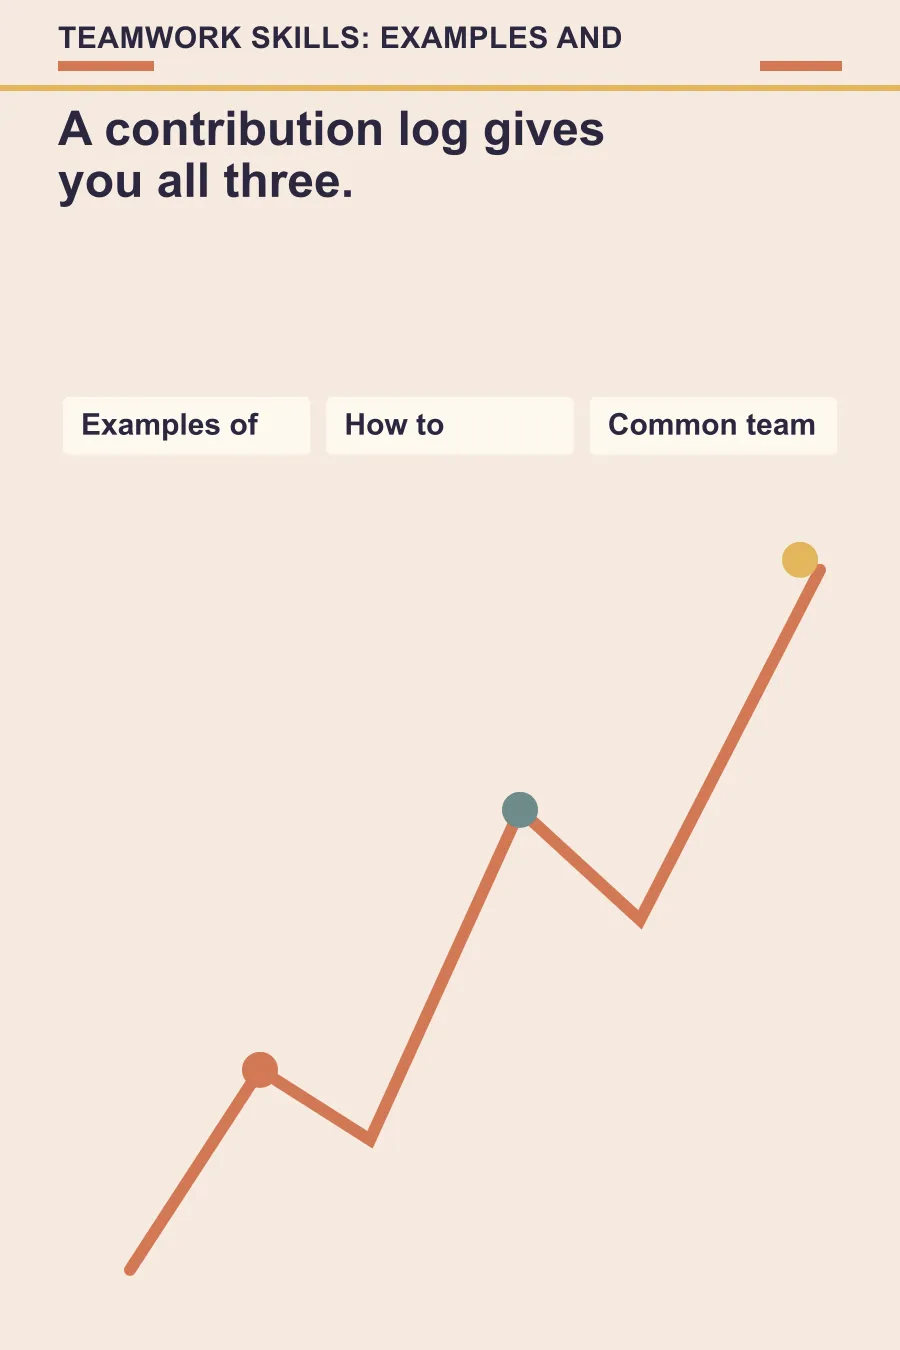 TEAMWORK SKILLS: EXAMPLES AND
A contribution log gives
you all three.
Examples of
How to
Common team